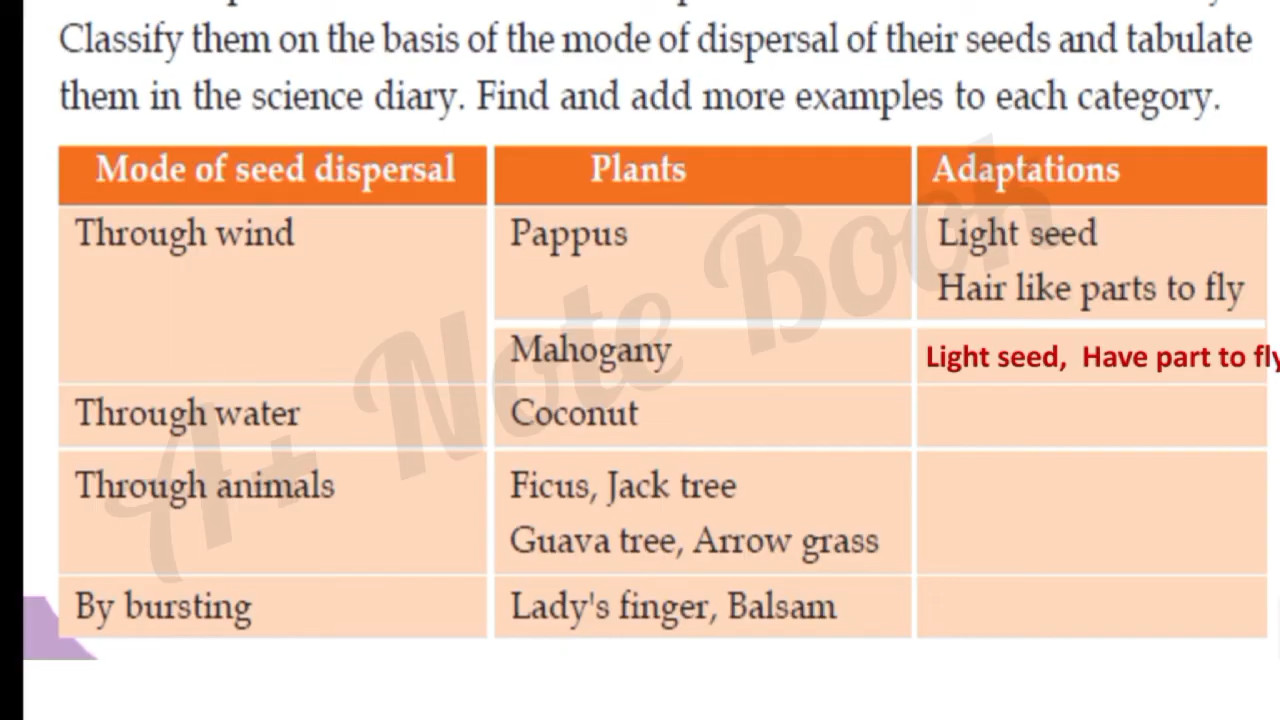 Classify them on the basis of the mode of dispersal of their seeds and tabulate
them in the science diary. Find and add more examples to each category.
Mode of seed dispersal Plants Adaptations
Through wind Pappus Light seed
Hair like parts to fly
Mahogany Light seed, Have part to fly
Through water Coconut
Through animals Ficus, Jack tree
Guava tree, Arrow grass
By bursting Lady's finger, Balsam
A+ Note Book